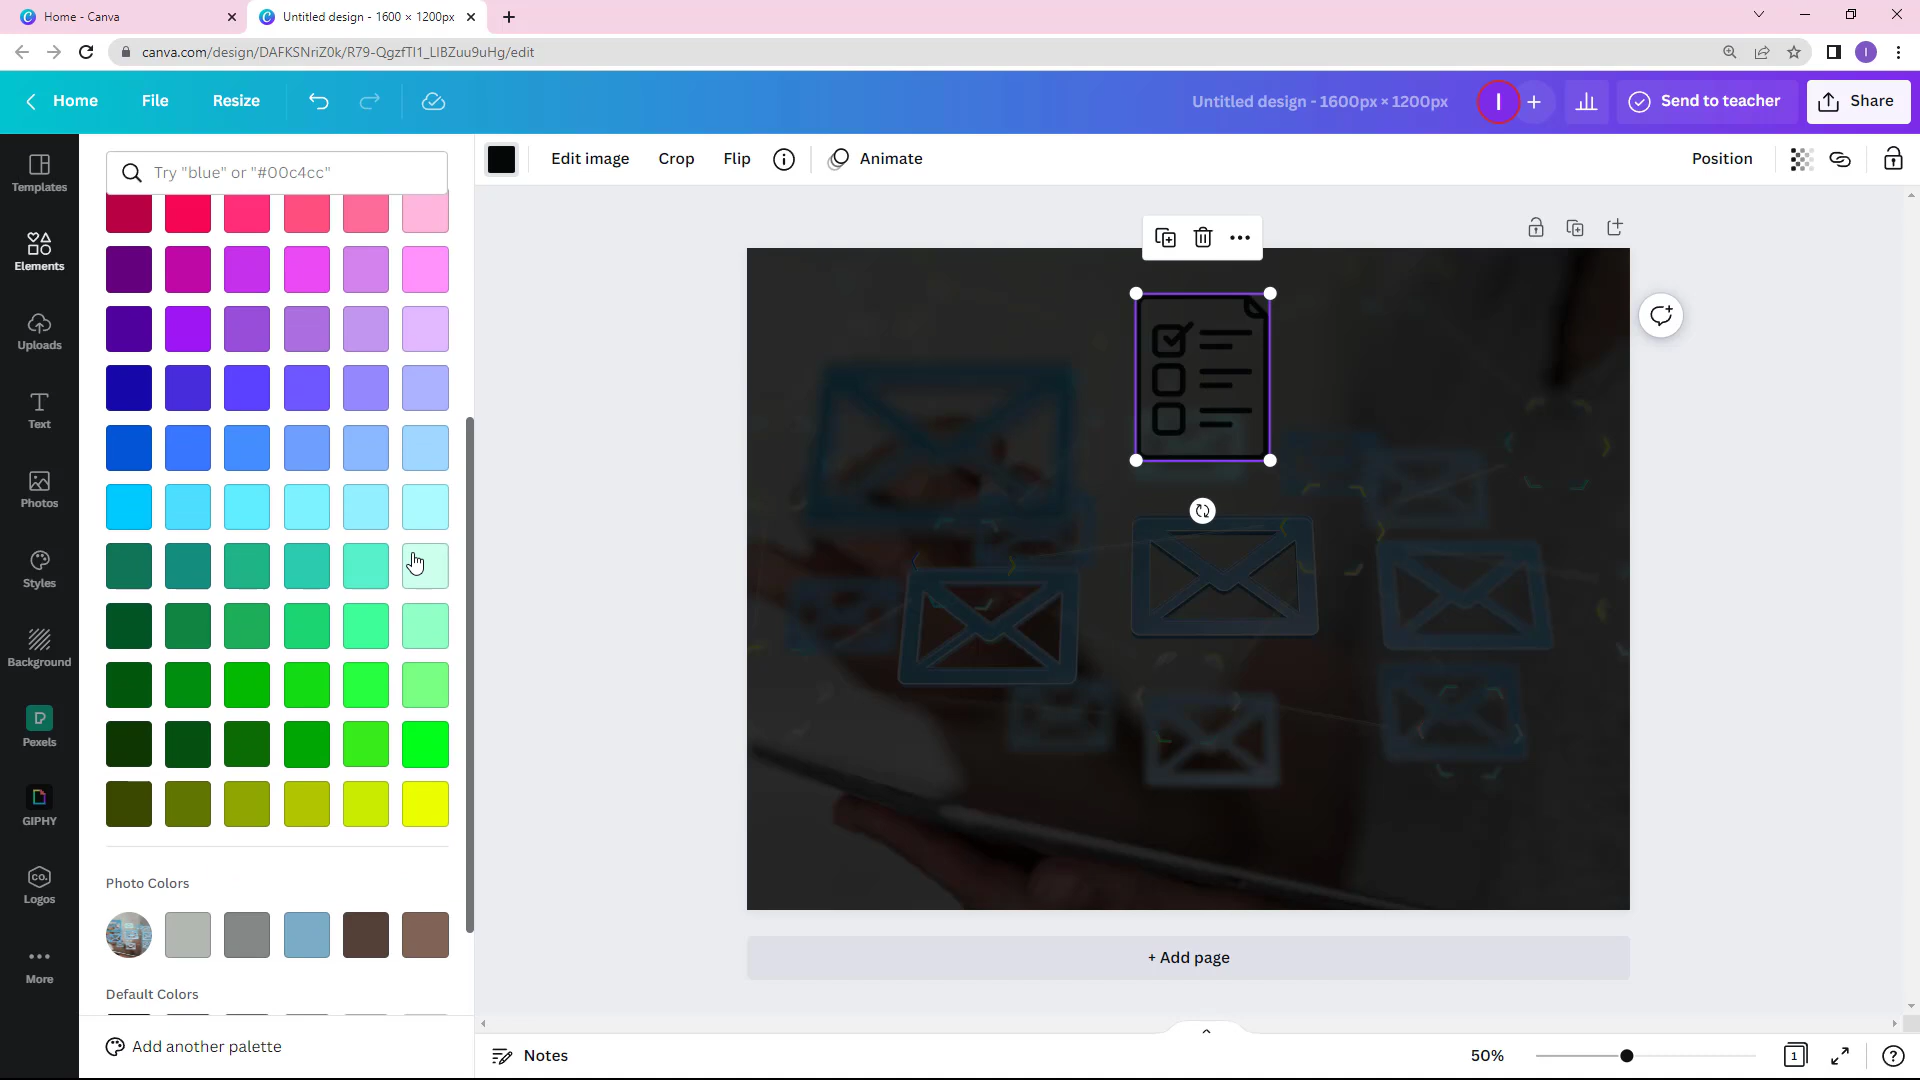 Home - Canva
Untitled design - 1600 × 1200px
canva.com/design/DAFKSNriZ0k/R79-QgzfTl1_LIBZuu9uHg/edit
I
Home
File
Resize
Untitled design - 1600px × 1200px
I
Send to teacher
Share
Templates
Elements
Uploads
Text
Photos
Styles
Background
Pexels
GIPHY
CO.
Logos
More
Try "blue" or "#00c4cc"
Photo Colors
Default Colors
Add another palette
Edit image
Crop
Flip
Animate
Position
+ Add page
Notes
50%
1